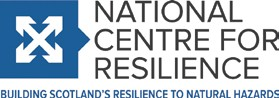 NATIONAL
CENTRE FOR
RESILIENCE
BUILDING SCOTLAND'S RESILIENCE TO NATURAL HAZARDS